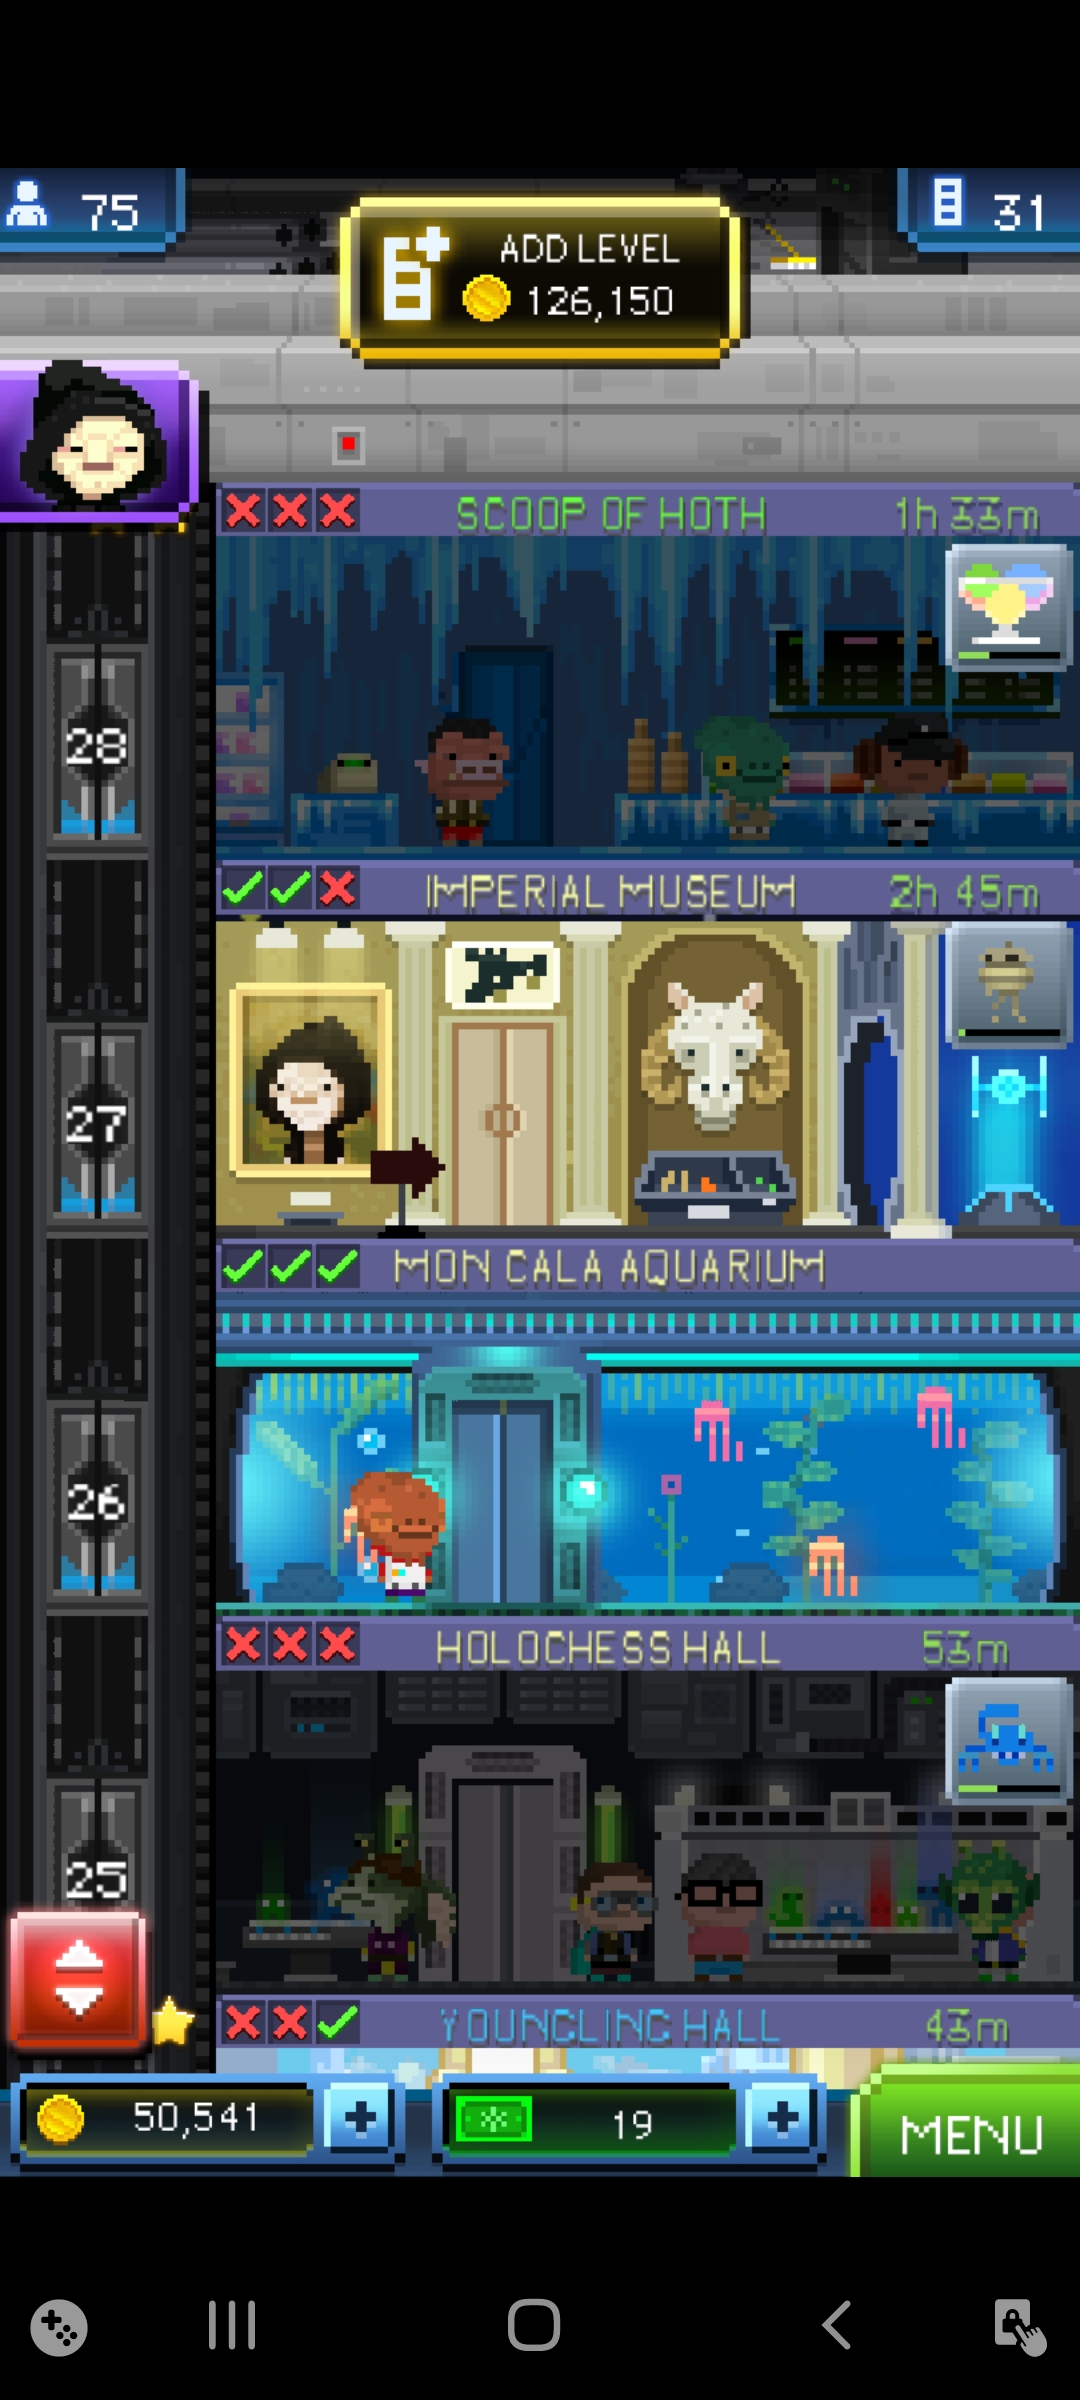 75
ADD LEVEL
126,150
31
SCOOP OF HOTH 1h 33m
28
IMPERIAL MUSEUM 2h 45m
27
MON CALA AQUARIUM
26
HOLOCHESS HALL 53m
25
YOUNGLING HALL 43m
50,541
19
MENU